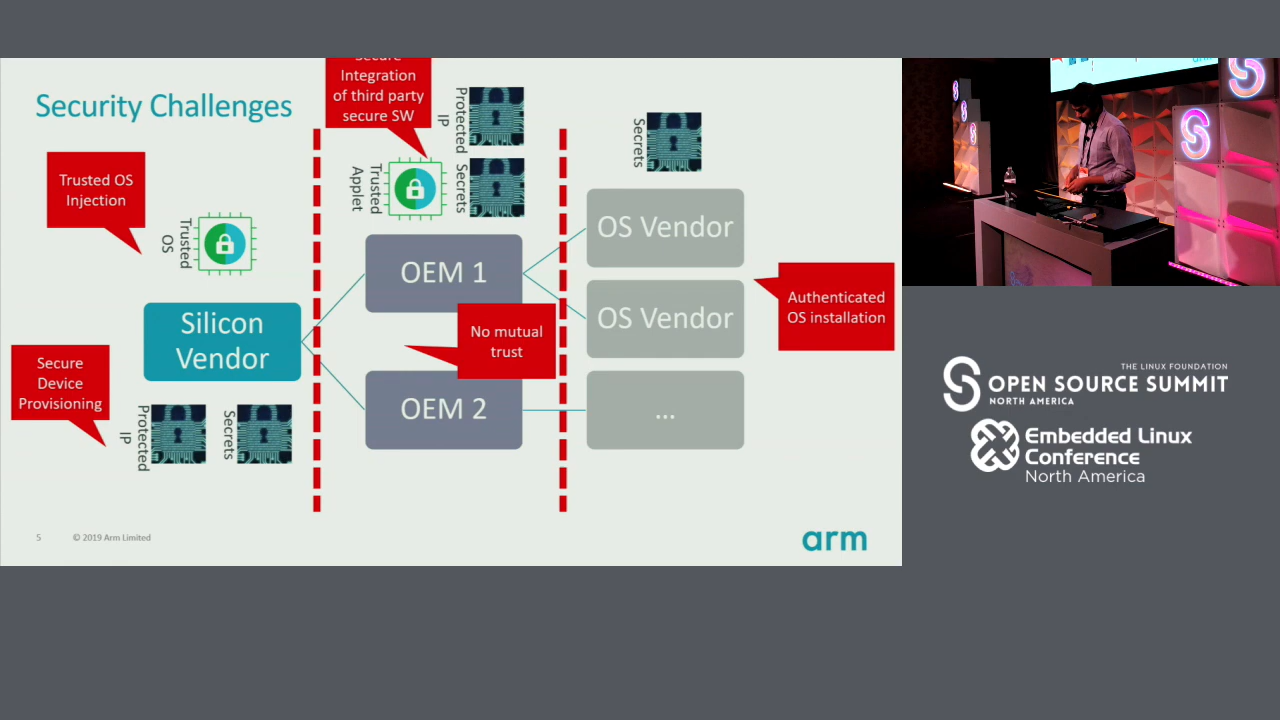 Security Challenges
Secure
Integration
of third party
secure SW
Protected
IP
Secrets
Trusted
Applet
Secrets
Trusted OS
Injection
Trusted
OS
OEM 1
OS Vendor
Silicon
Vendor
No mutual
trust
OS Vendor
Authenticated
OS installation
Secure
Device
Provisioning
Protected
IP
Secrets
OEM 2
...
5
© 2019 Arm Limited
arm
THE LINUX FOUNDATION
OPEN SOURCE SUMMIT
NORTH AMERICA
Embedded Linux
Conference
North America